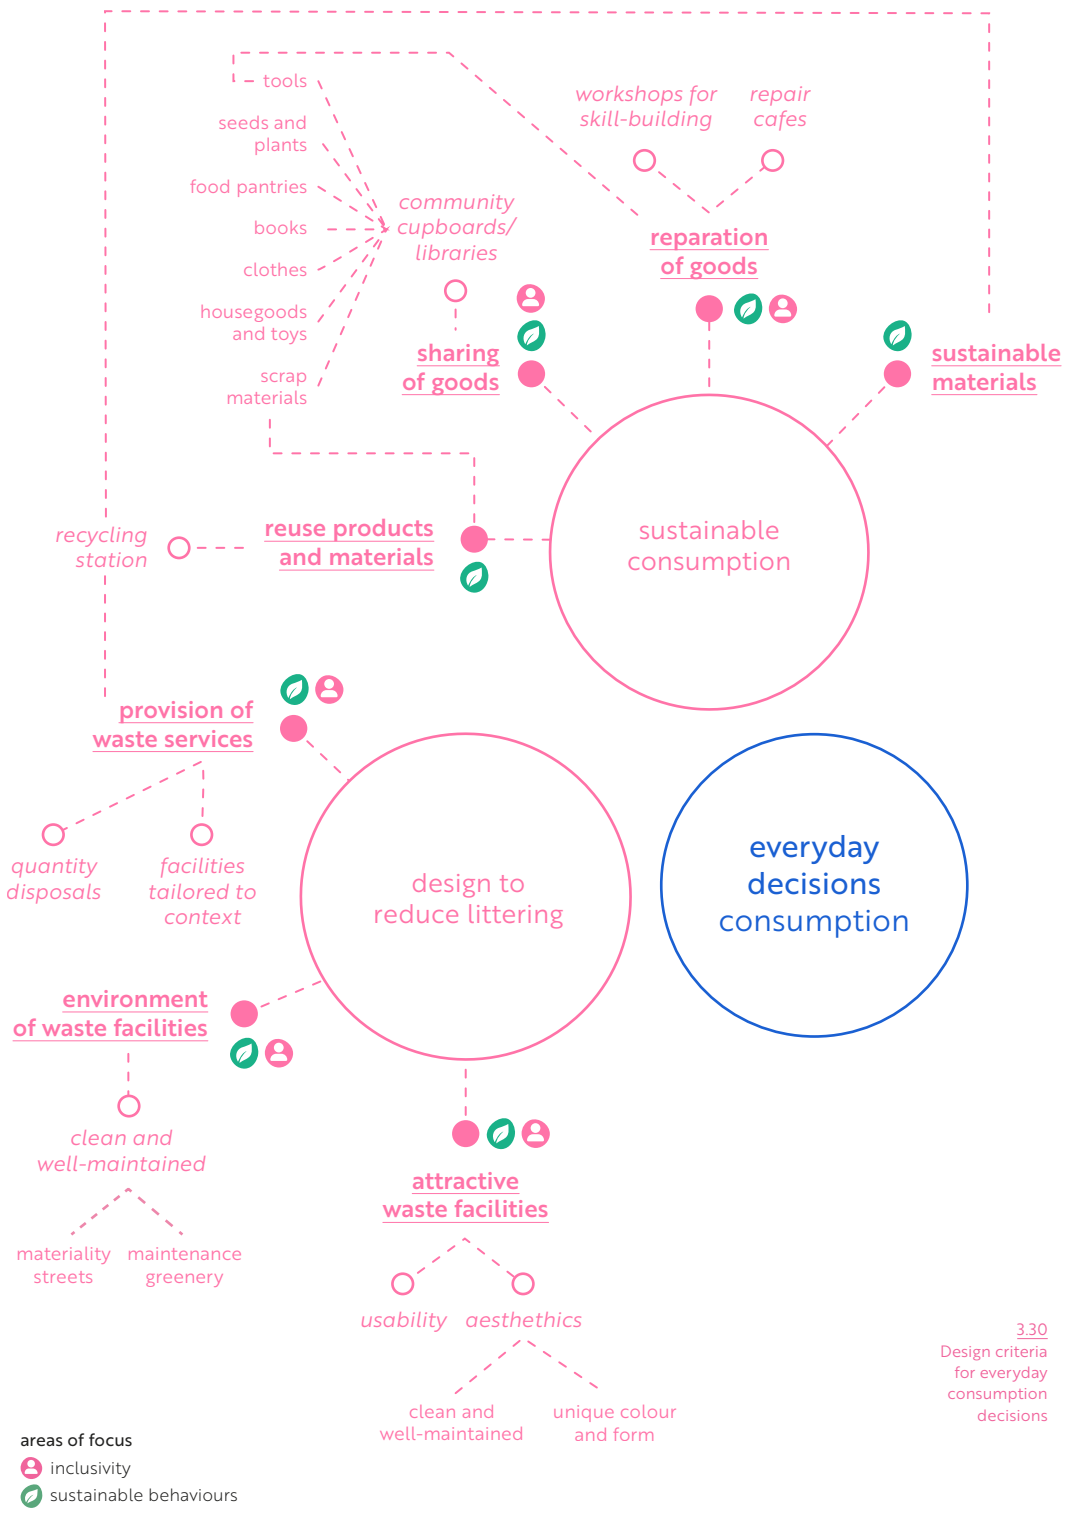 tools
seeds and
plants
food pantries
books
clothes
housegoods
and toys
scrap
materials
community
cupboards/
libraries
workshops for
skill-building
repair
cafes
reparation
of goods
sharing
of goods
sustainable
materials
recycling
station
reuse products
and materials
sustainable
consumption
provision of
waste services
quantity
disposals
facilities
tailored to
context
design to
reduce littering
everyday
decisions
consumption
environment
of waste facilities
clean and
well-maintained
materiality
streets
maintenance
greenery
attractive
waste facilities
usability
aesthethics
clean and
well-maintained
unique colour
and form
3.30
Design criteria
for everyday
consumption
decisions
areas of focus
inclusivity
sustainable behaviours